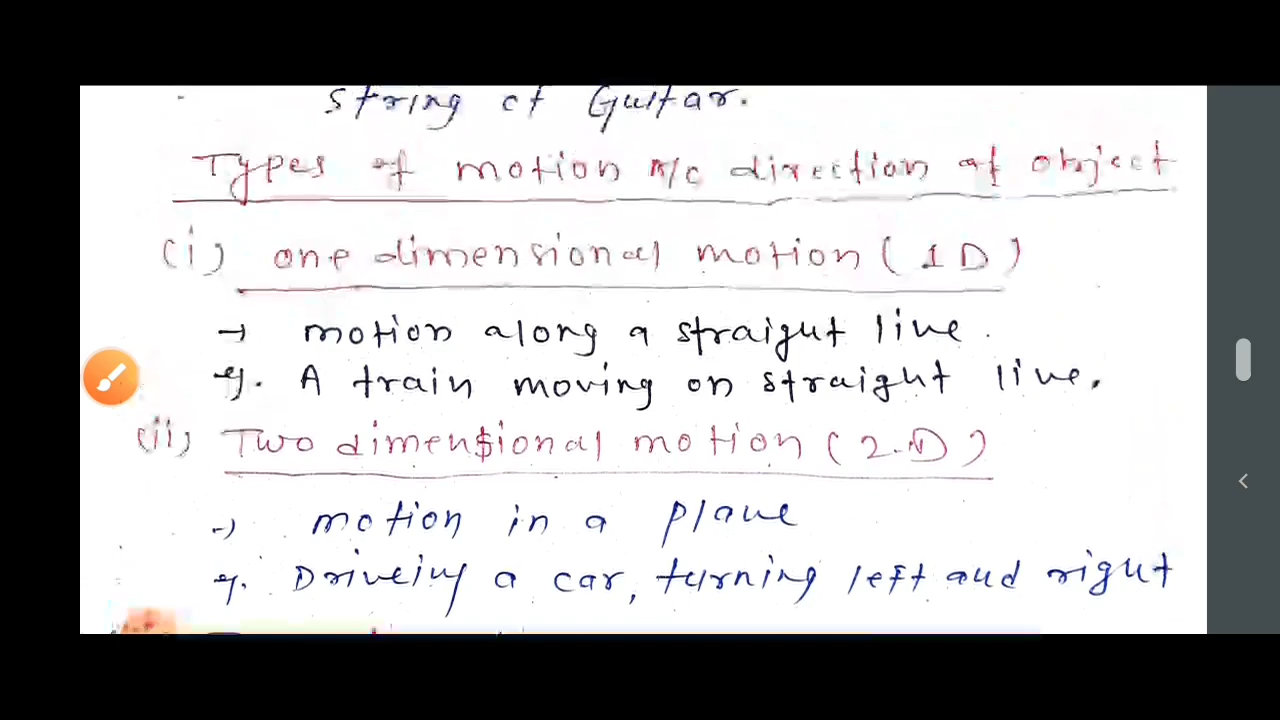 string of Guitar.
Types of motion r/c direction of object
(i) one dimensional motion (1D)
→ motion along a straight line.
eg. A train moving on straight line.
(ii) Two dimensional motion (2-D)
→ motion in a plane
eg. Driveing a car, turning left and right